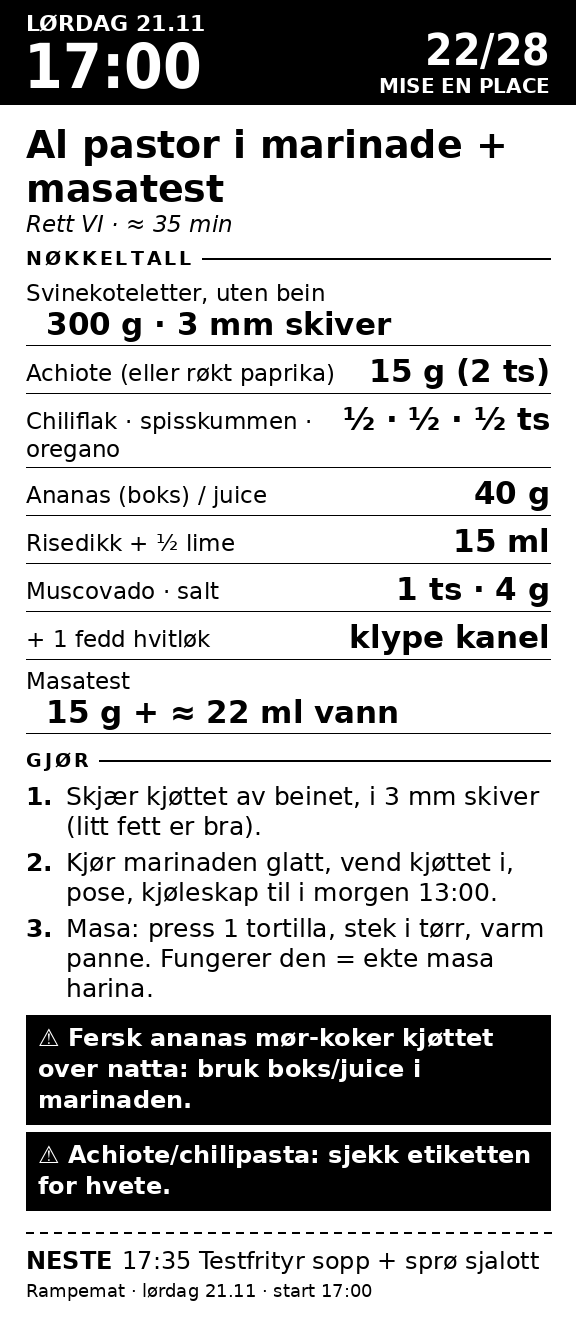 LØRDAG 21.11
17:00
22/28
MISE EN PLACE
Al pastor i marinade +
masatest
Rett VI · ≈ 35 min
NØKKELTALL
Svinekoteletter, uten bein
300 g · 3 mm skiver
Achiote (eller røkt paprika) 15 g (2 ts)
Chiliflak · spisskummen · ½ · ½ · ½ ts
oregano
Ananas (boks) / juice 40 g
Risedikk + ½ lime 15 ml
Muscovado · salt 1 ts · 4 g
+ 1 fedd hvitløk klype kanel
Masatest
15 g + ≈ 22 ml vann
GJØR
1. Skjær kjøttet av beinet, i 3 mm skiver
(litt fett er bra).
2. Kjør marinaden glatt, vend kjøttet i,
pose, kjøleskap til i morgen 13:00.
3. Masa: press 1 tortilla, stek i tørr, varm
panne. Fungerer den = ekte masa
harina.
⚠ Fersk ananas mør-koker kjøttet
over natta: bruk boks/juice i
marinaden.
⚠ Achiote/chilipasta: sjekk etiketten
for hvete.
NESTE 17:35 Testfrityr sopp + sprø sjalott
Rampemat · lørdag 21.11 · start 17:00